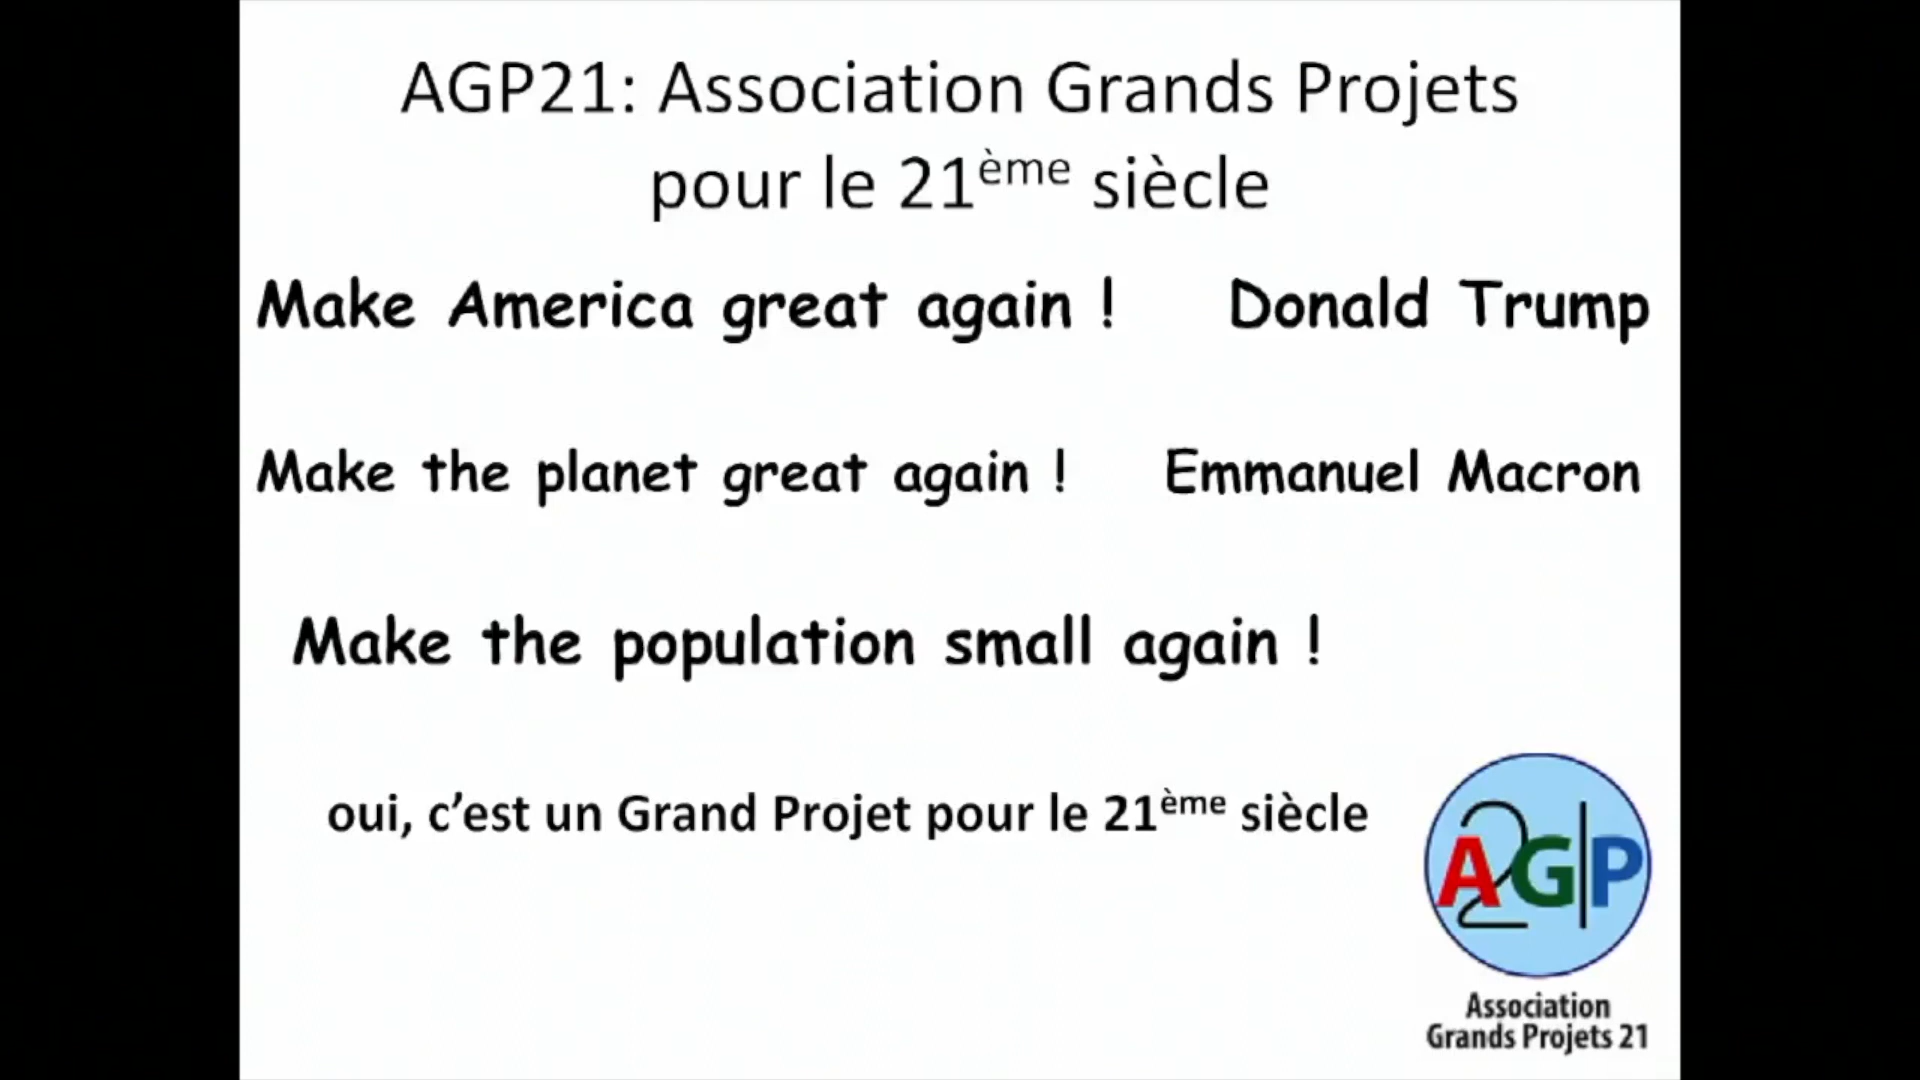 AGP21: Association Grands Projets
pour le 21ème siècle
Make America great again ! Donald Trump
Make the planet great again ! Emmanuel Macron
Make the population small again !
oui, c’est un Grand Projet pour le 21ème siècle
A2G|P
Association
Grands Projets 21